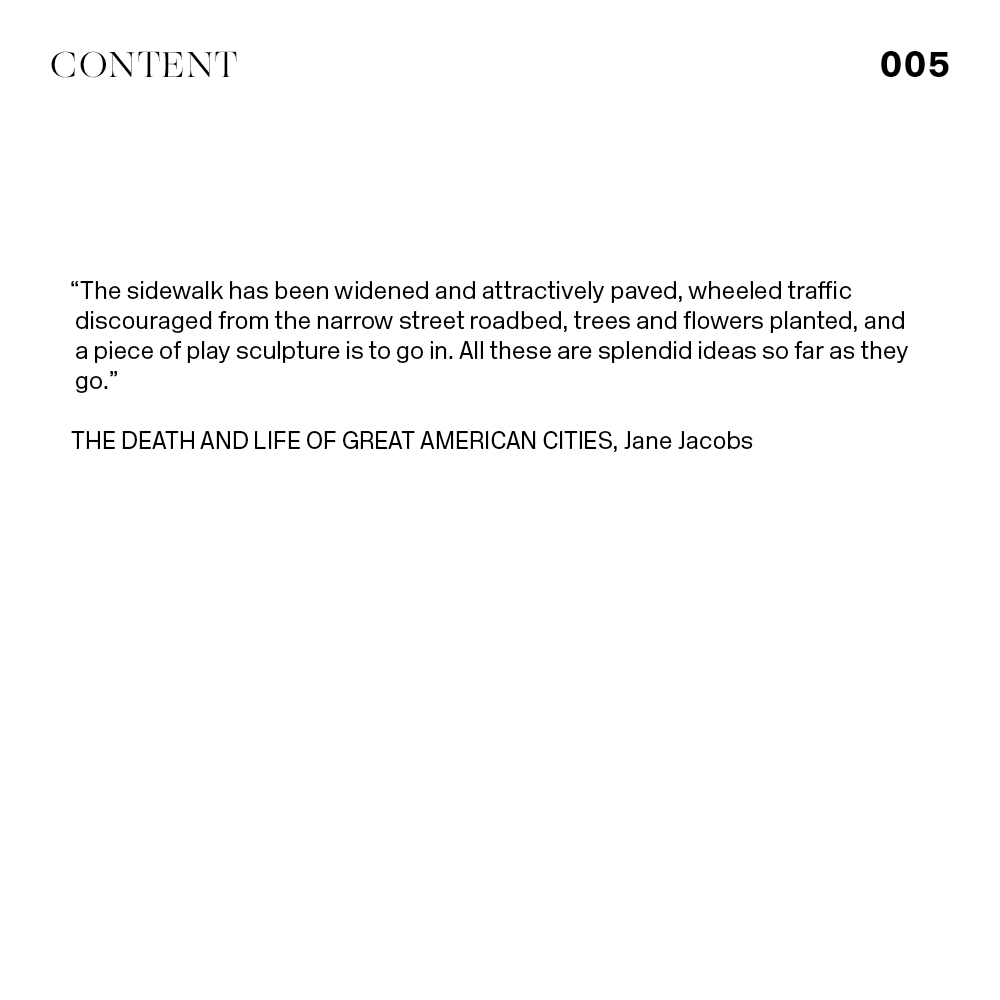 CONTENT
005
“The sidewalk has been widened and attractively paved, wheeled traffic
discouraged from the narrow street roadbed, trees and flowers planted, and
a piece of play sculpture is to go in. All these are splendid ideas so far as they
go.”
THE DEATH AND LIFE OF GREAT AMERICAN CITIES, Jane Jacobs